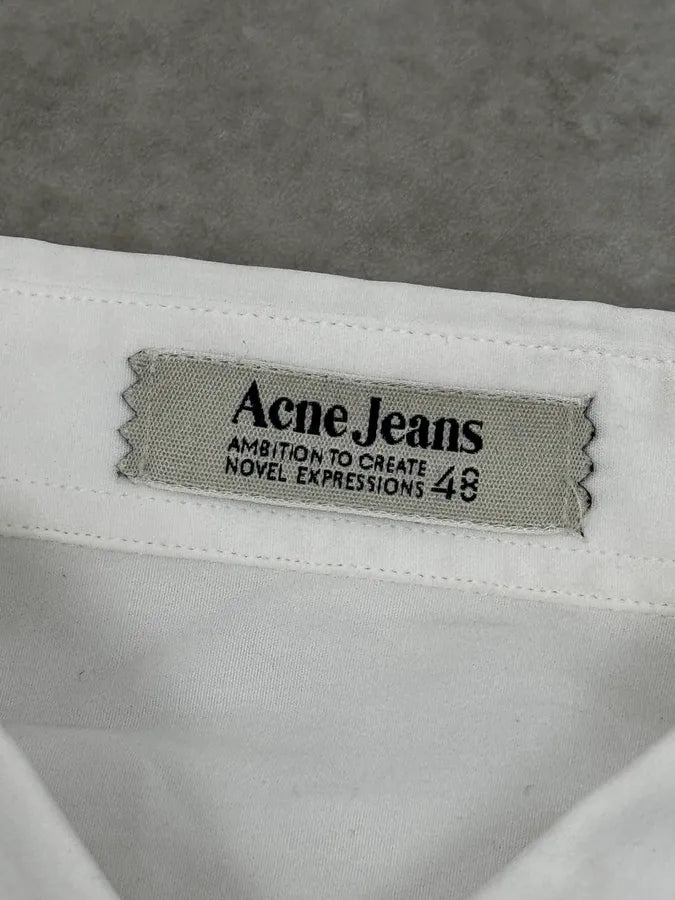 Acne Jeans
AMBITION TO CREATE
NOVEL EXPRESSIONS 48